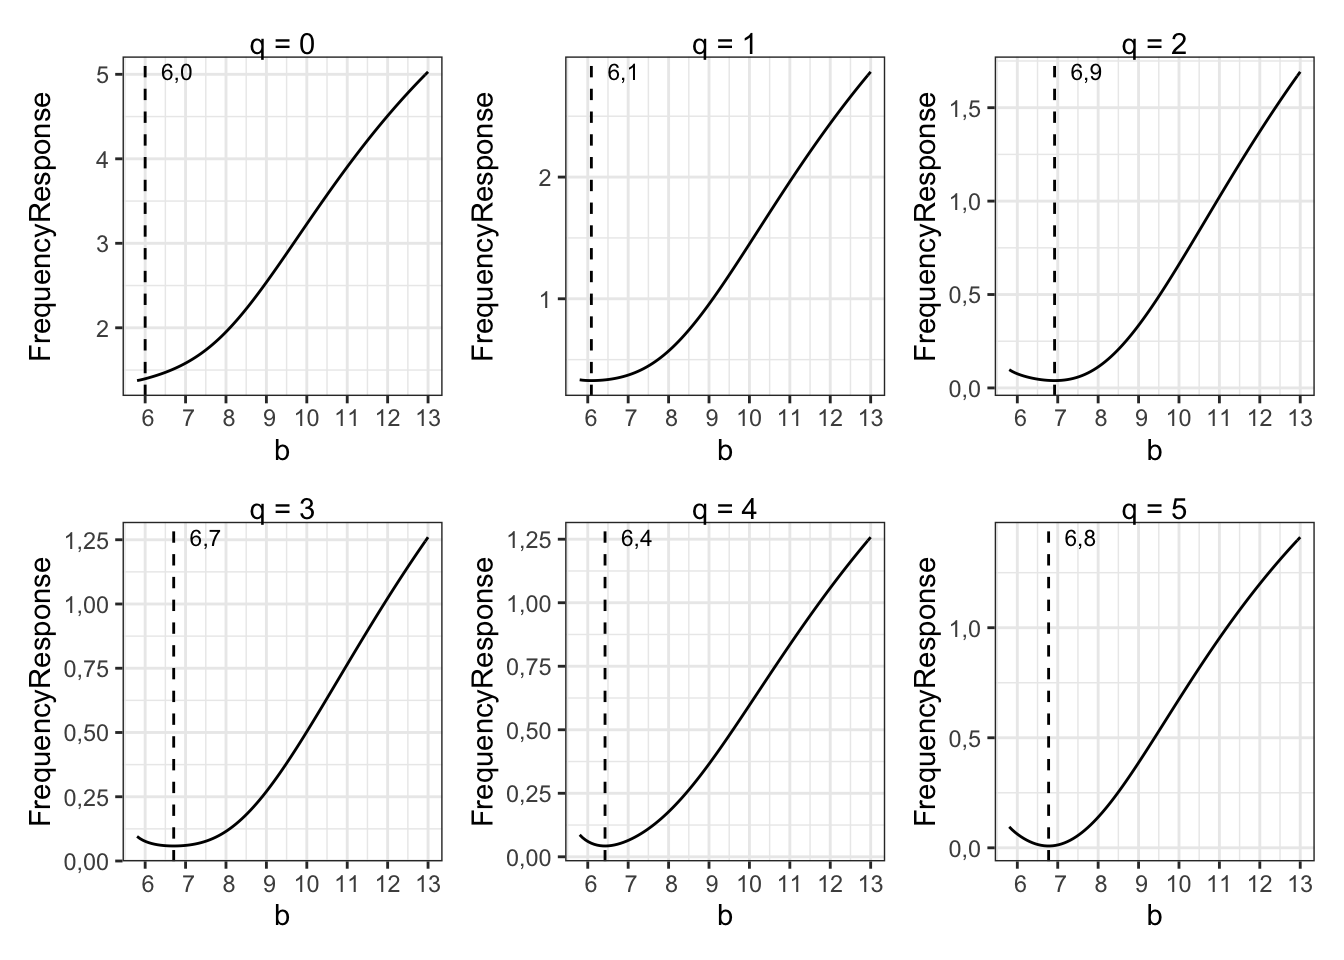 q = 0
6,0
FrequencyResponse
5
4
3
2
6 7 8 9 10 11 12 13
b
q = 1
6,1
FrequencyResponse
2
1
6 7 8 9 10 11 12 13
b
q = 2
6,9
FrequencyResponse
1,5
1,0
0,5
0,0
6 7 8 9 10 11 12 13
b
q = 3
6,7
FrequencyResponse
1,25
1,00
0,75
0,50
0,25
0,00
6 7 8 9 10 11 12 13
b
q = 4
6,4
FrequencyResponse
1,25
1,00
0,75
0,50
0,25
0,00
6 7 8 9 10 11 12 13
b
q = 5
6,8
FrequencyResponse
1,0
0,5
0,0
6 7 8 9 10 11 12 13
b